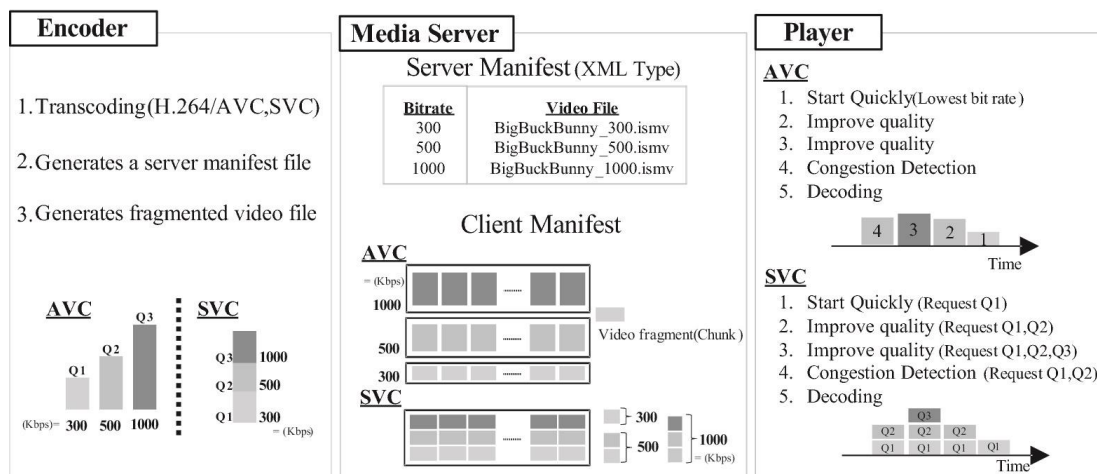 Encoder
1.Transcoding(H.264/AVC,SVC)
2.Generates a server manifest file
3.Generates fragmented video file
AVC
Q1
Q2
Q3
(Kbps)= 300 500 1000
SVC
Q3 1000
Q2 500
Q1 300
= (Kbps)
Media Server
Server Manifest (XML Type)
Bitrate Video File
300 BigBuckBunny_300.ismv
500 BigBuckBunny_500.ismv
1000 BigBuckBunny_1000.ismv
Client Manifest
AVC
= (Kbps)
1000
........
Video fragment(Chunk )
500
........
300
........
SVC
........
300
500
1000
= (Kbps)
Player
AVC
1. Start Quickly(Lowest bit rate)
2. Improve quality
3. Improve quality
4. Congestion Detection
5. Decoding
4 3 2 1
Time
SVC
1. Start Quickly (Request Q1)
2. Improve quality (Request Q1,Q2)
3. Improve quality (Request Q1,Q2,Q3)
4. Congestion Detection (Request Q1,Q2)
5. Decoding
Q3
Q2 Q2 Q2
Q1 Q1 Q1 Q1
Time